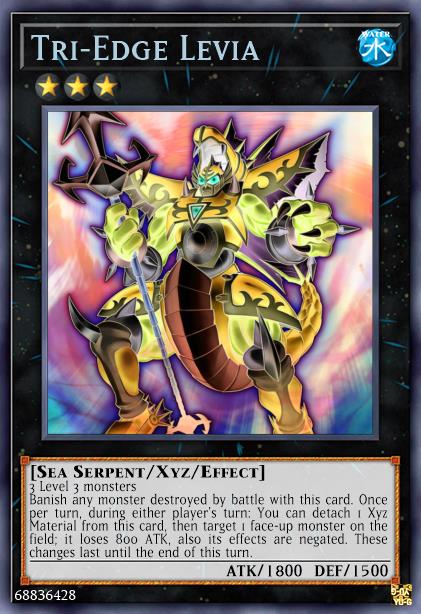 TRI-EDGE LEVIA
WATER
水
[SEA SERPENT/XYZ/EFFECT]
3 Level 3 monsters
Banish any monster destroyed by battle with this card. Once
per turn, during either player's turn: You can detach 1 Xyz
Material from this card, then target 1 face-up monster on the
field; it loses 800 ATK, also its effects are negated. These
changes last until the end of this turn.
ATK/1800 DEF/1500
68836428